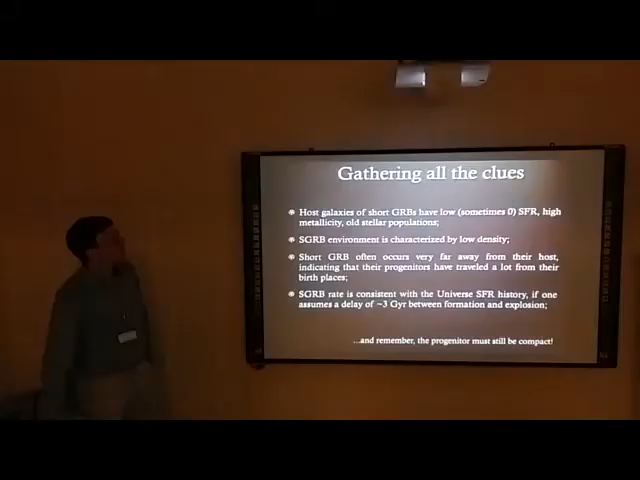 Gathering all the clues
Host galaxies of short GRBs have low (sometimes 0) SFR, high
metallicity, old stellar populations;
SGRB environment is characterized by low density;
Short GRB often occurs very far away from their host,
indicating that their progenitors have traveled a lot from their
birth places;
SGRB rate is consistent with the Universe SFR history, if one
assumes a delay of ~3 Gyr between formation and explosion;
...and remember, the progenitor must still be compact!